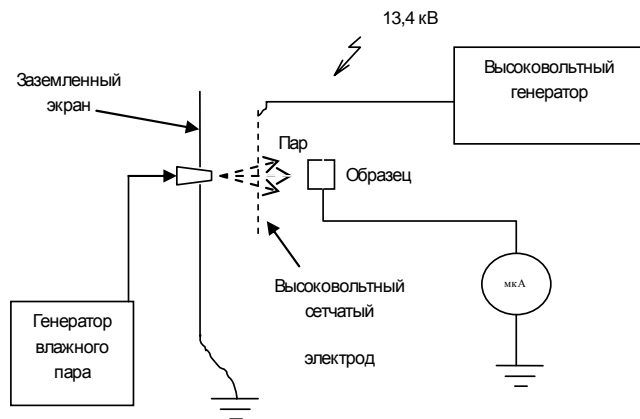 13,4 кВ
Заземленный
экран
Высоковольтный
генератор
Пар
Образец
Высоковольтный
сетчатый
электрод
мкА
Генератор
влажного
пара